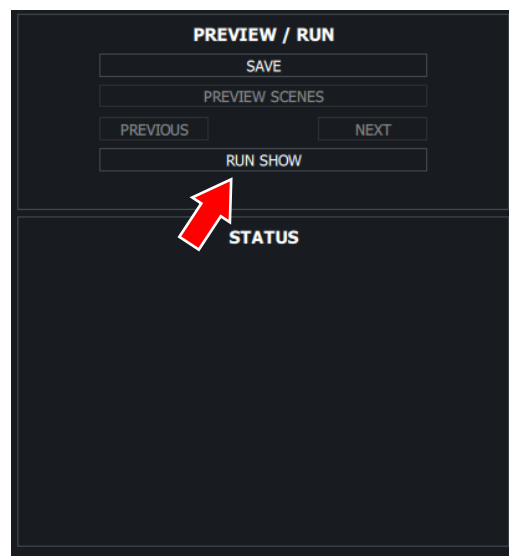 PREVIEW / RUN
SAVE
PREVIEW SCENES
PREVIOUS NEXT
RUN SHOW
STATUS